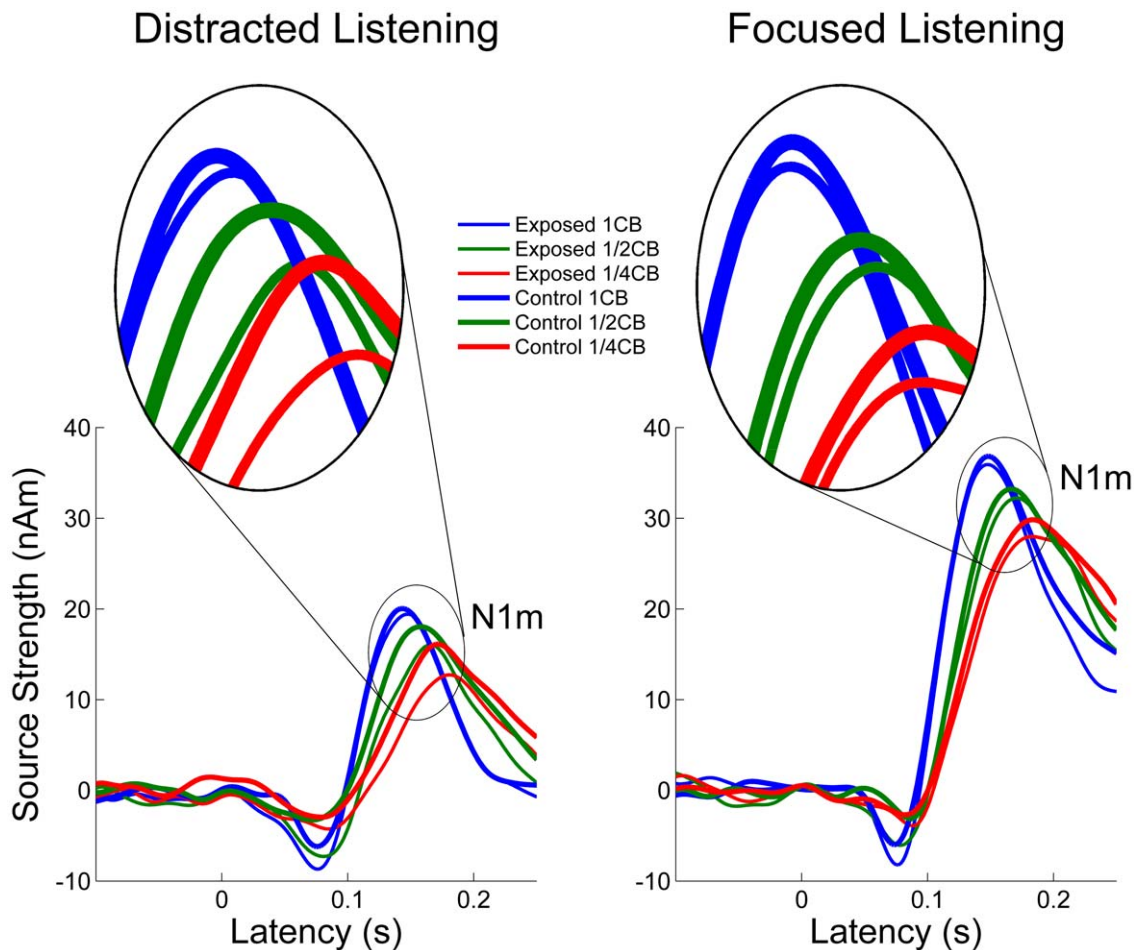 Distracted Listening
Focused Listening
Exposed 1CB
Exposed 1/2CB
Exposed 1/4CB
Control 1CB
Control 1/2CB
Control 1/4CB
Source Strength (nAm)
40
30
20
10
0
-10
N1m
0
0.1
0.2
Latency (s)
40
30
20
10
0
-10
N1m
0
0.1
0.2
Latency (s)